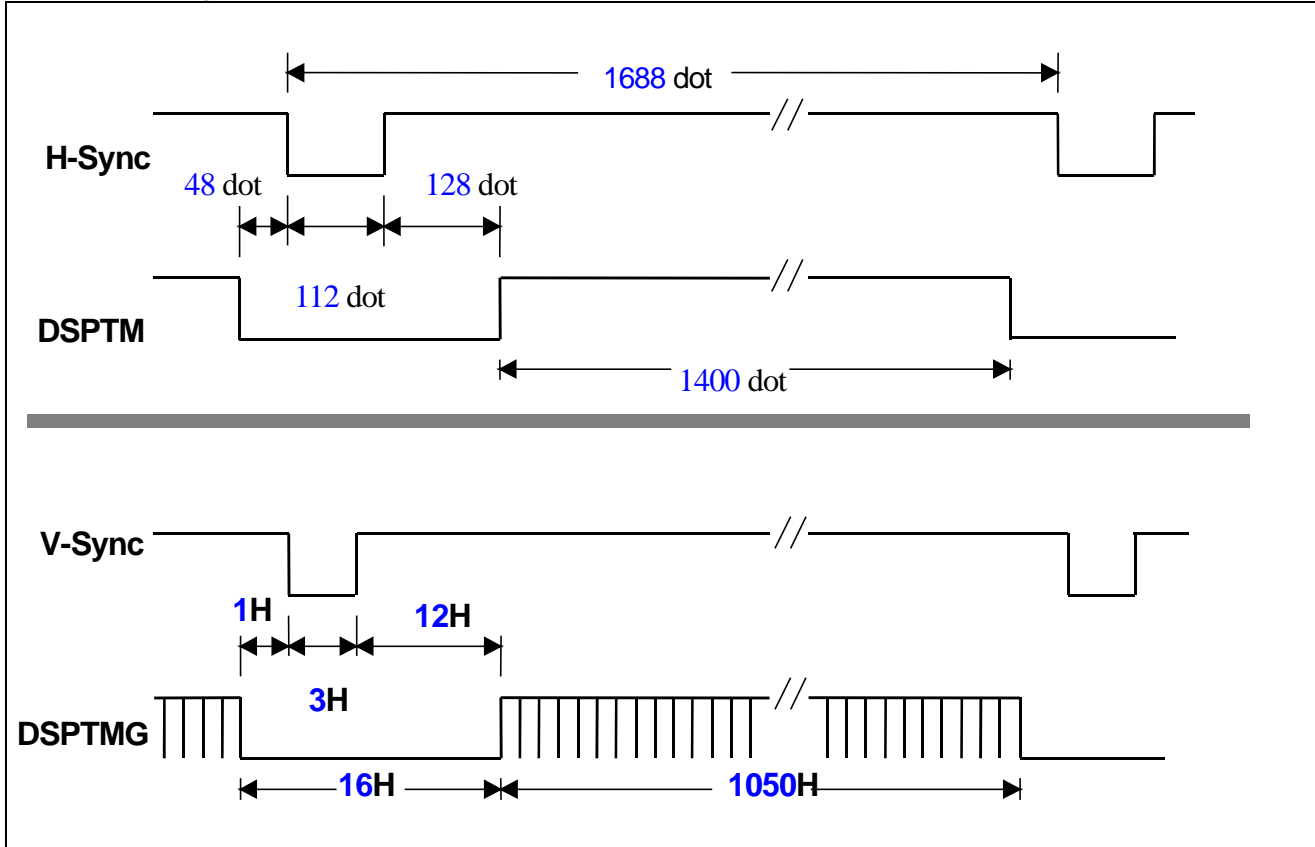 1688 dot
H-Sync
48 dot
128 dot
112 dot
DSPTM
1400 dot
V-Sync
1H
12H
3H
DSPTMG
16H
1050H